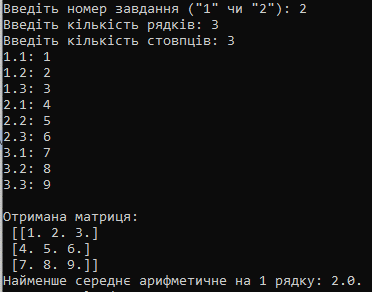 Введіть номер завдання ("1" чи "2"): 2
Введіть кількість рядків: 3
Введіть кількість стовпців: 3
1.1: 1
1.2: 2
1.3: 3
2.1: 4
2.2: 5
2.3: 6
3.1: 7
3.2: 8
3.3: 9
Отримана матриця:
[[1. 2. 3.]
[4. 5. 6.]
[7. 8. 9.]]
Найменше середнє арифметичне на 1 рядку: 2.0.